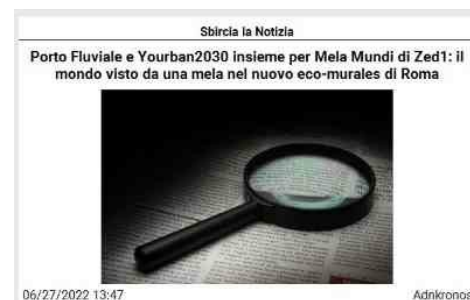 Sbircia la Notizia
Porto Fluviale e Yourban2030 insieme per Mela Mundi di Zed1: il
mondo visto da una mela nel nuovo eco-murales di Roma
06/27/2022 13:47
Adnkronos